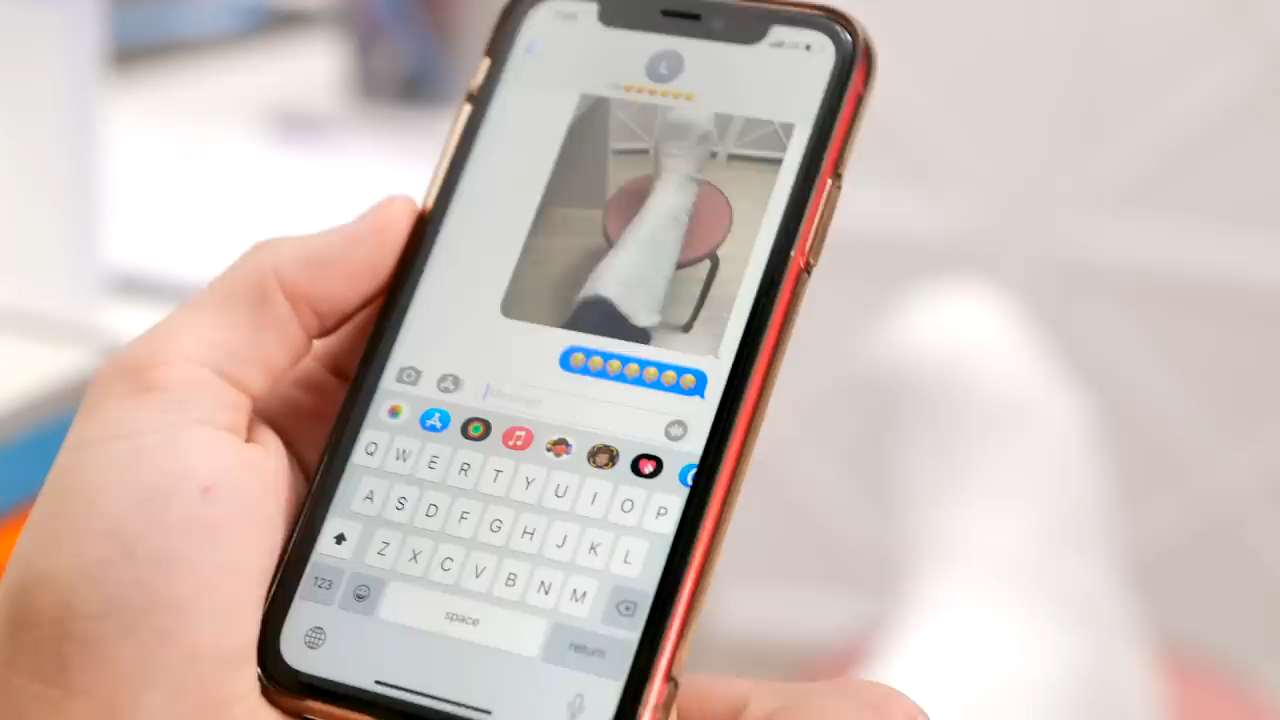 L
Q W E R T Y U I O P
A S D F G H J K L
Z X C V B N M
123
space
return